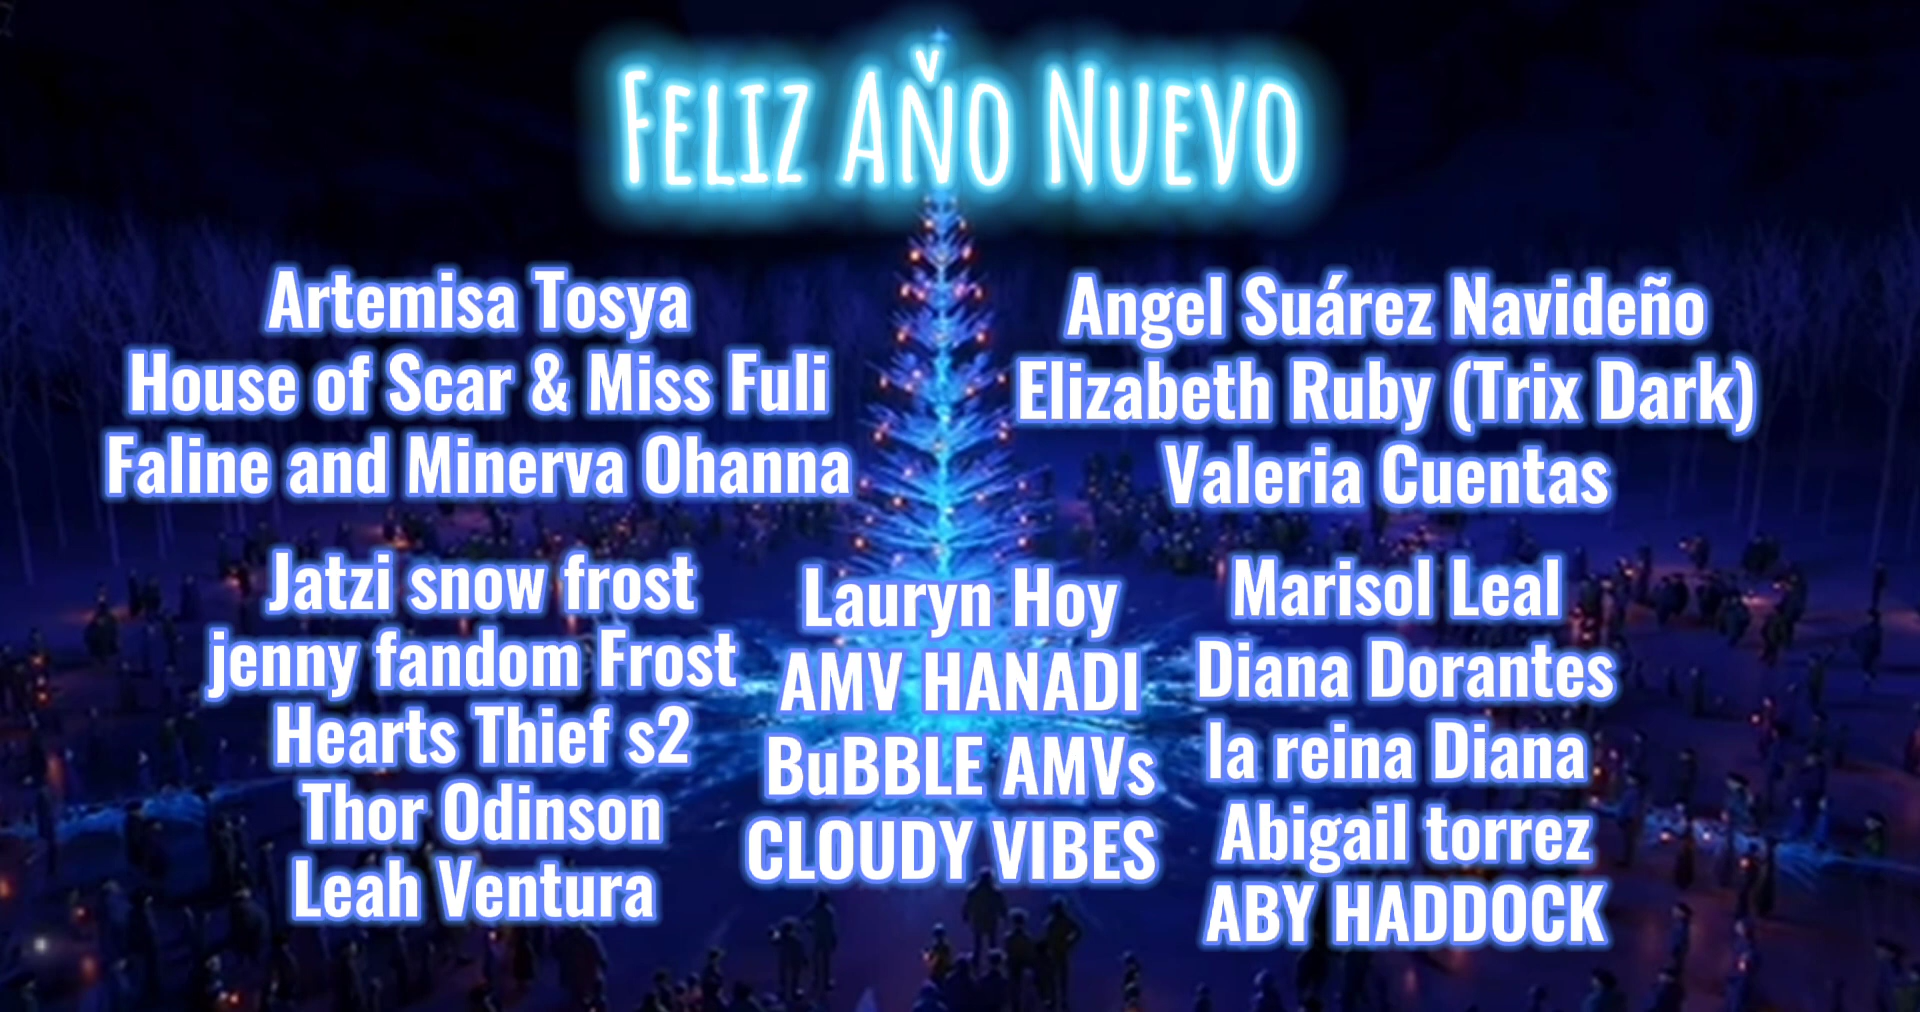 Feliz Aňo Nuevo
Artemisa Tosya
House of Scar & Miss Fuli
Faline and Minerva Ohanna
Angel Suárez Navideño
Elizabeth Ruby (Trix Dark)
Valeria Cuentas
Jatzi snow frost
jenny fandom Frost
Hearts Thief s2
Thor Odinson
Leah Ventura
Lauryn Hoy
AMV HANADI
BuBBLE AMVs
CLOUDY VIBES
Marisol Leal
Diana Dorantes
la reina Diana
Abigail torrez
ABY HADDOCK